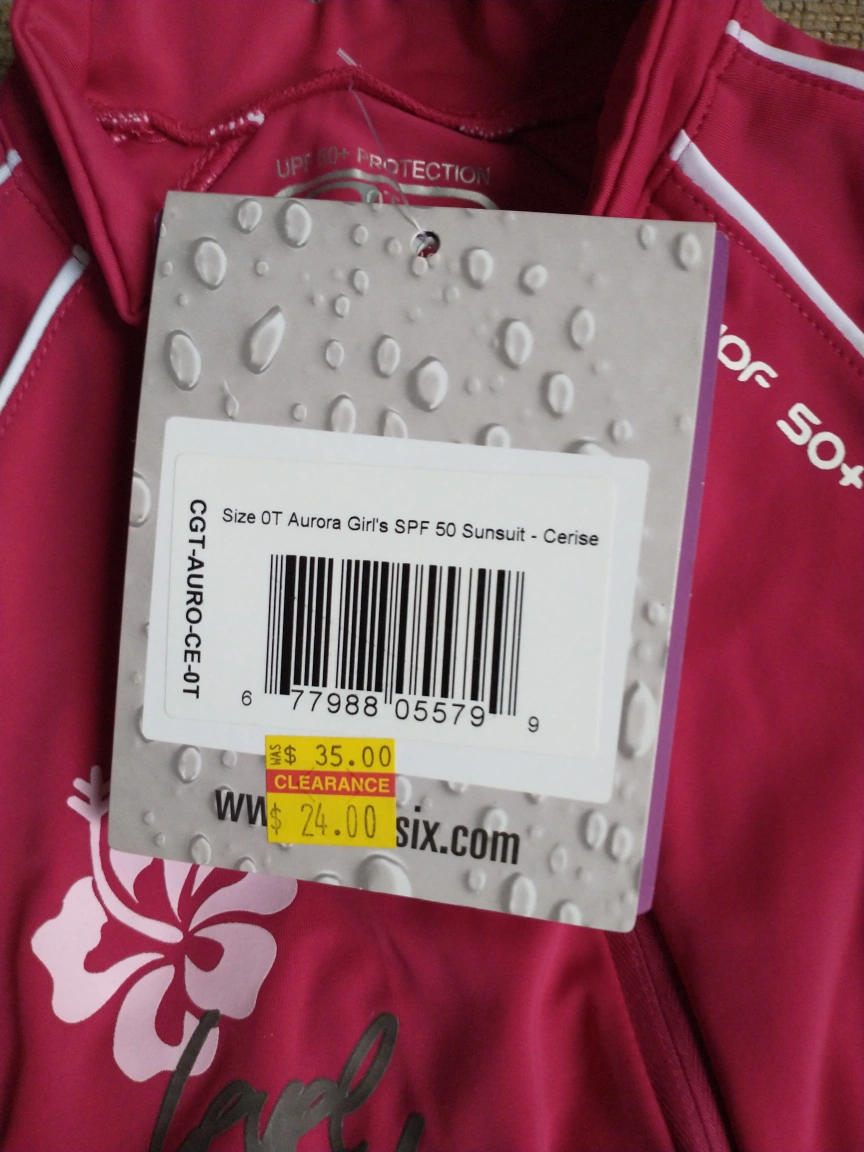 UPF 50+ PROTECTION
50+
Size 0T Aurora Girl's SPF 50 Sunsuit - Cerise
CGT-AURO-CE-0T
6 77988 05579 9
WAS $ 35.00
CLEARANCE
$ 24.00
six.com